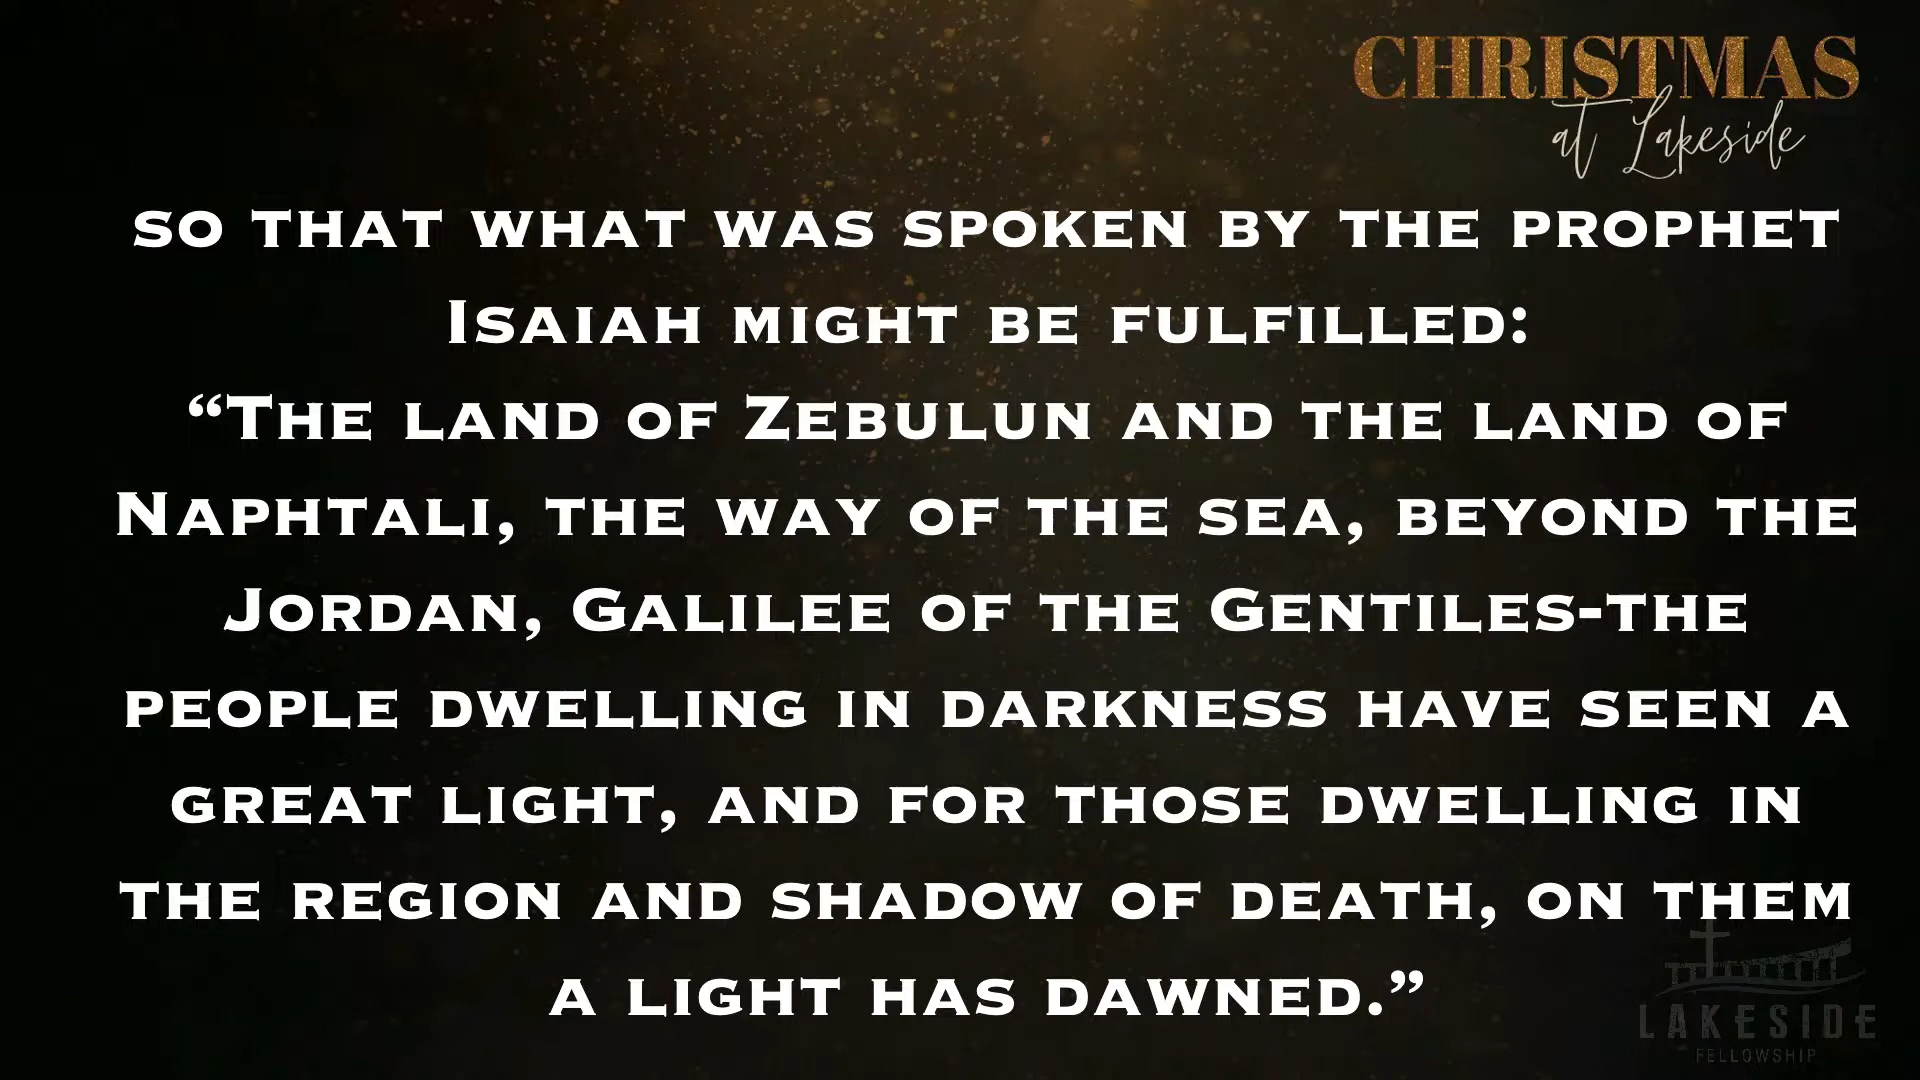 CHRISTMAS
at Lakeside
so that what was spoken by the prophet
Isaiah might be fulfilled:
“The land of Zebulun and the land of
Naphtali, the way of the sea, beyond the
Jordan, Galilee of the Gentiles-the
people dwelling in darkness have seen a
great light, and for those dwelling in
the region and shadow of death, on them
a light has dawned.”
LAKESIDE
FELLOWSHIP